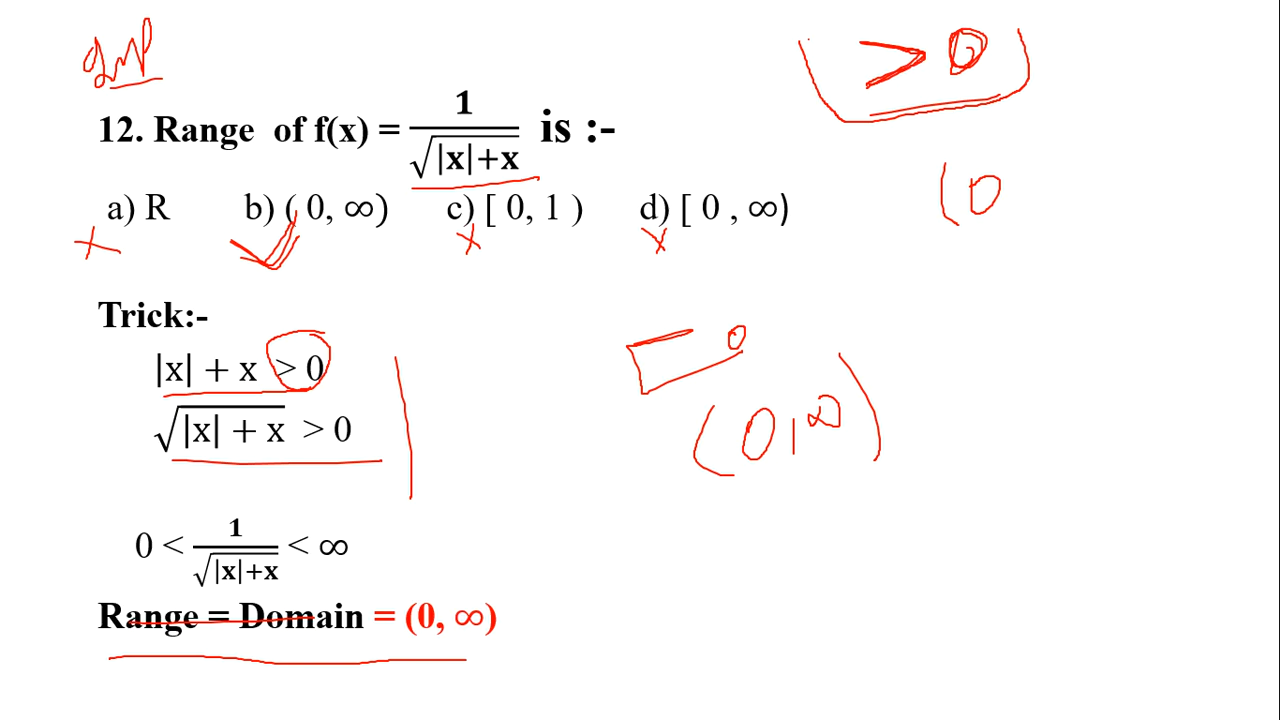 Imp
> 0
12. Range of f(x) = 1/√(|x|+x) is :-
(0
a) R b) ( 0, ∞) c) [ 0, 1 ) d) [ 0 , ∞)
Trick:-
|x| + x > 0
√(|x| + x) > 0
(0,∞)
0 < 1/√(|x|+x) < ∞
Range = Domain = (0, ∞)